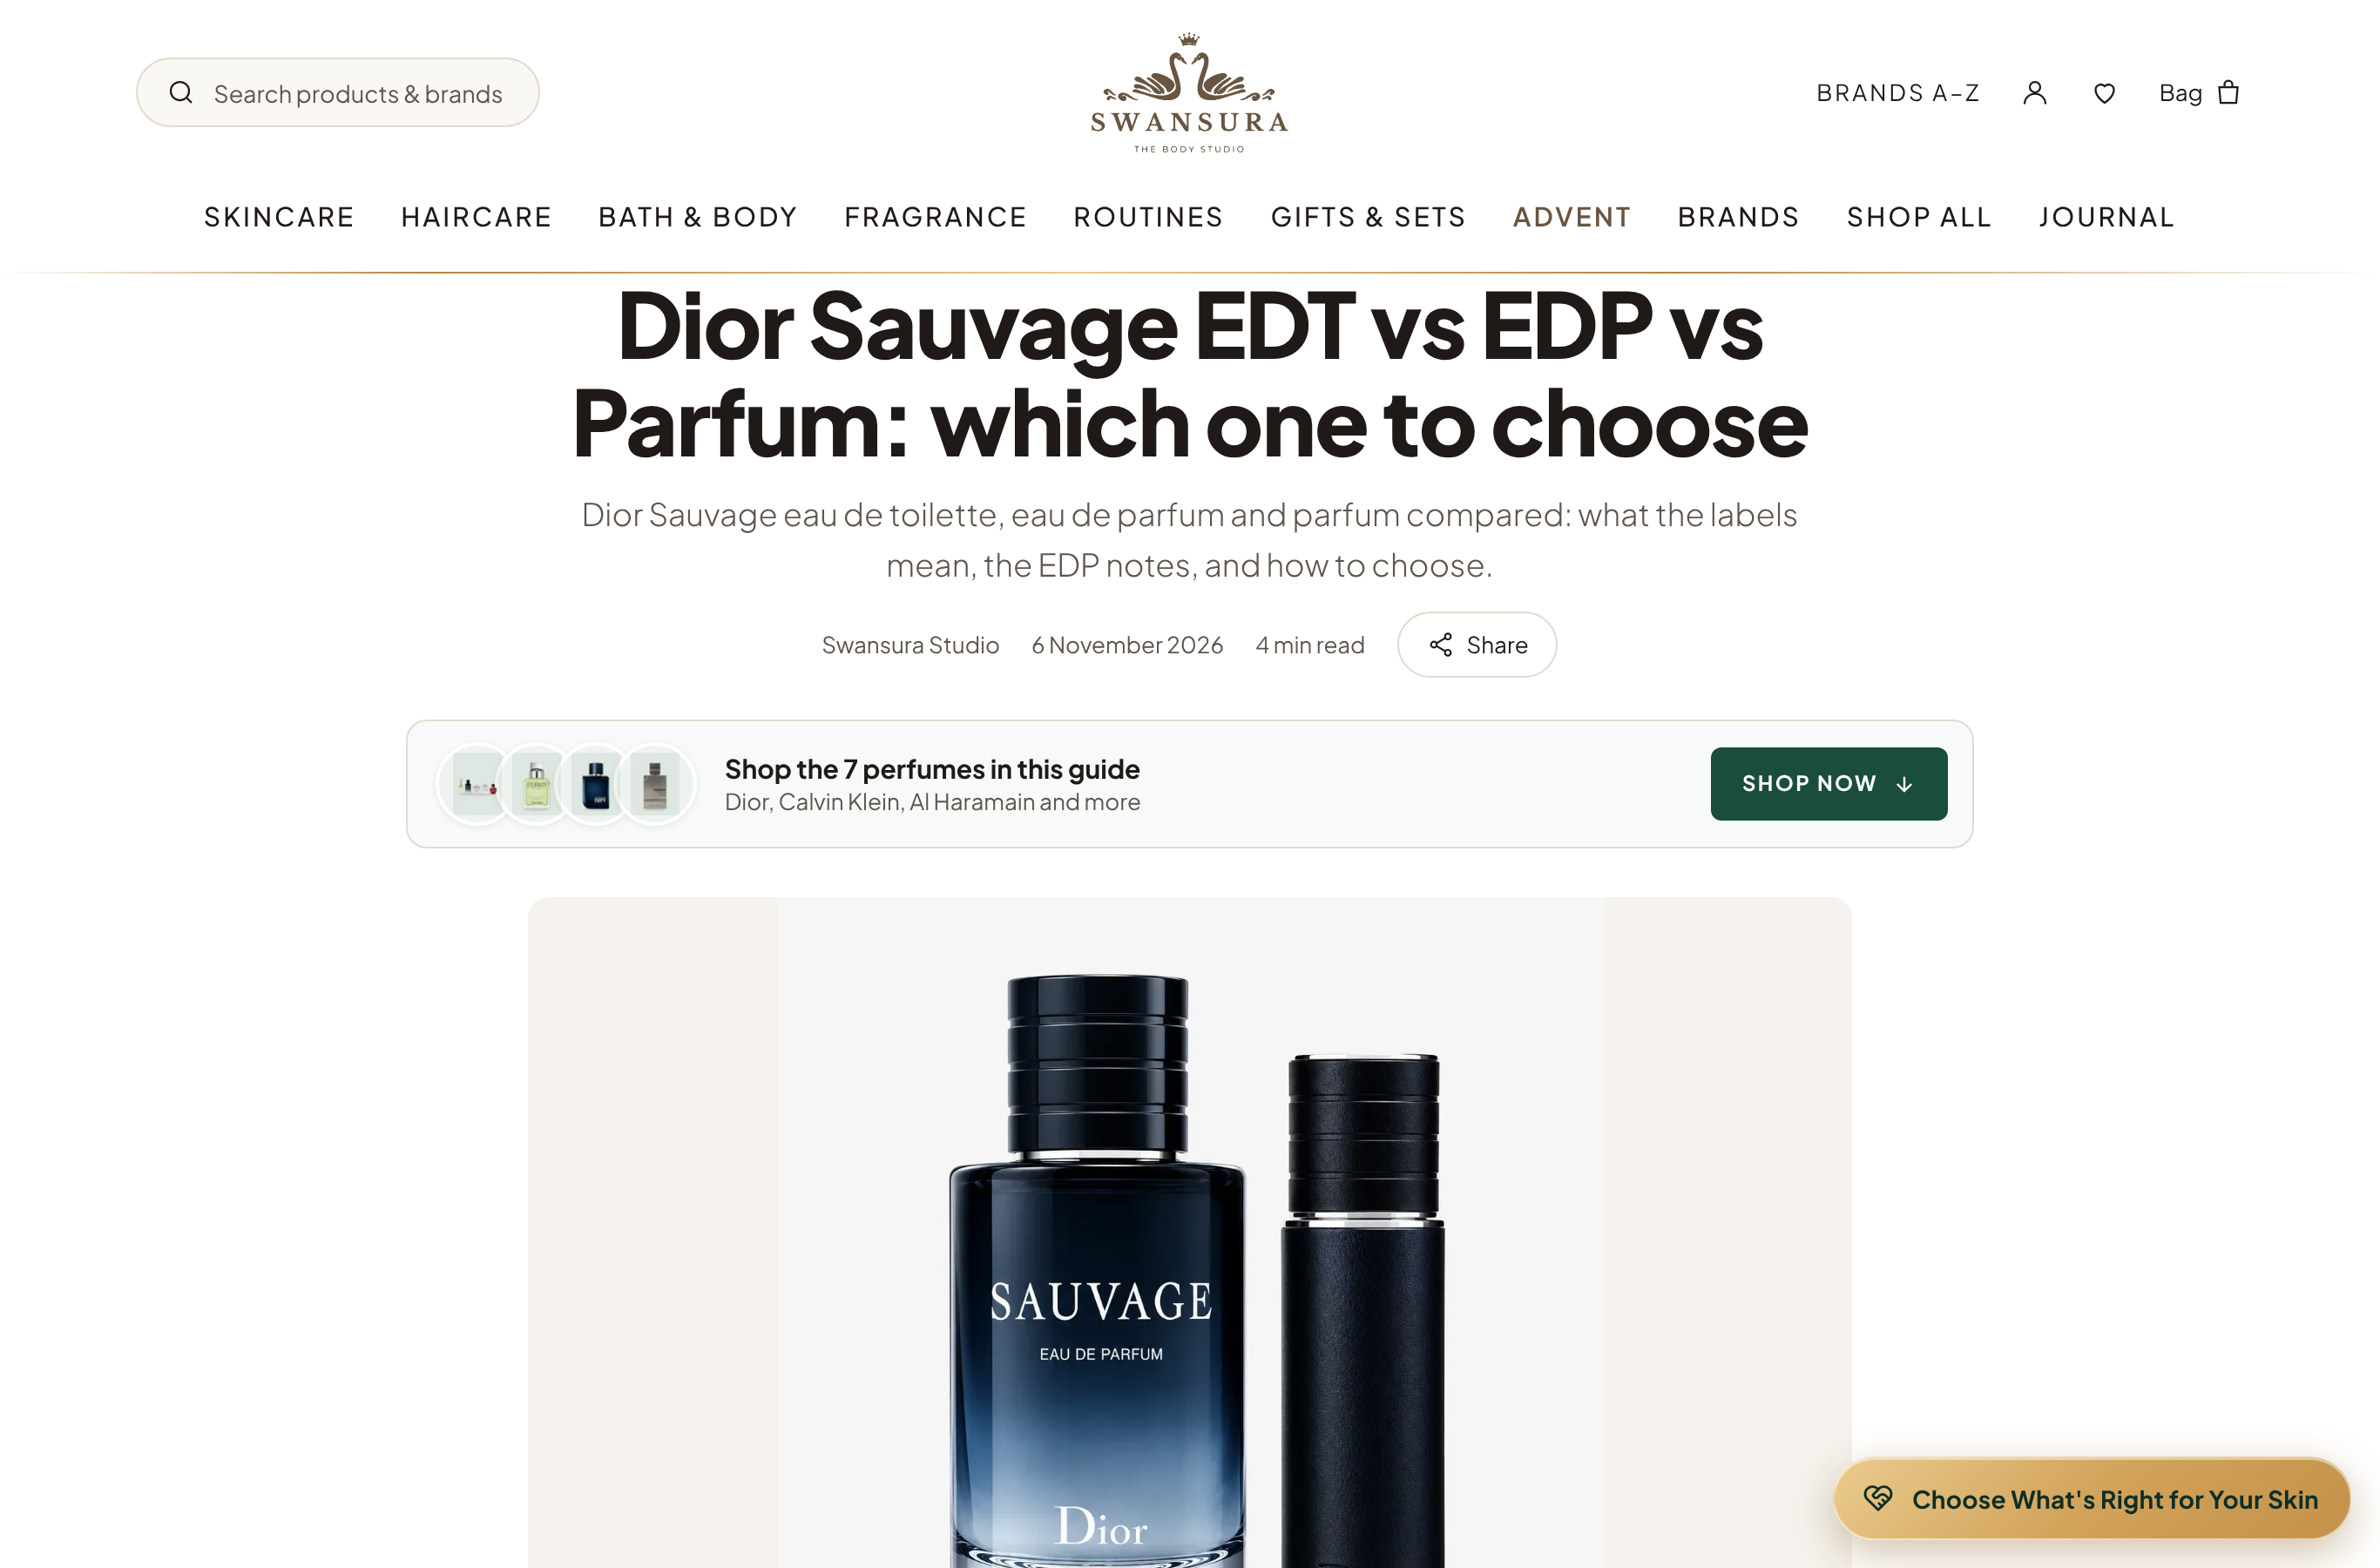 Search products & brands
SWANSURA
THE BODY STUDIO
BRANDS A–Z
Bag
SKINCARE
HAIRCARE
BATH & BODY
FRAGRANCE
ROUTINES
GIFTS & SETS
ADVENT
BRANDS
SHOP ALL
JOURNAL
Dior Sauvage EDT vs EDP vs
Parfum: which one to choose
Dior Sauvage eau de toilette, eau de parfum and parfum compared: what the labels
mean, the EDP notes, and how to choose.
Swansura Studio
6 November 2026
4 min read
Share
Shop the 7 perfumes in this guide
Dior, Calvin Klein, Al Haramain and more
SHOP NOW
SAUVAGE
EAU DE PARFUM
Dior
Choose What's Right for Your Skin